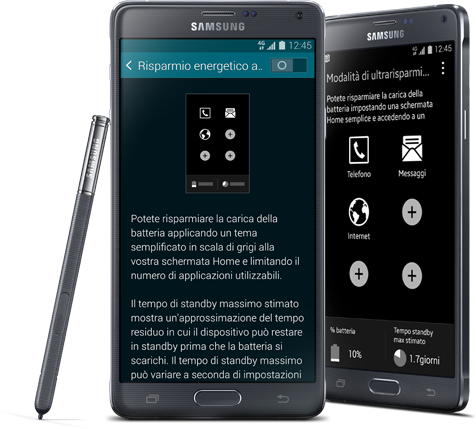 SAMSUNG
SAMSUNG
4G 12:45
Risparmio energetico a..
Potete risparmiare la carica della
batteria applicando un tema
semplificato in scala di grigi alla
vostra schermata Home e limitando il
numero di applicazioni utilizzabili.
Il tempo di standby massimo stimato
mostra un'approssimazione del tempo
residuo in cui il dispositivo può restare
in standby prima che la batteria si
scarichi. Il tempo di standby massimo
può variare a seconda di impostazioni
SAMSUNG
4G 12:45
Modalità di ultrarisparmi...
Potete risparmiare la carica della
batteria impostando una schermata
Home semplice e accedendo a un
Telefono Messaggi
Internet
% batteria
10%
Tempo standby
max stimato
1.7giorni